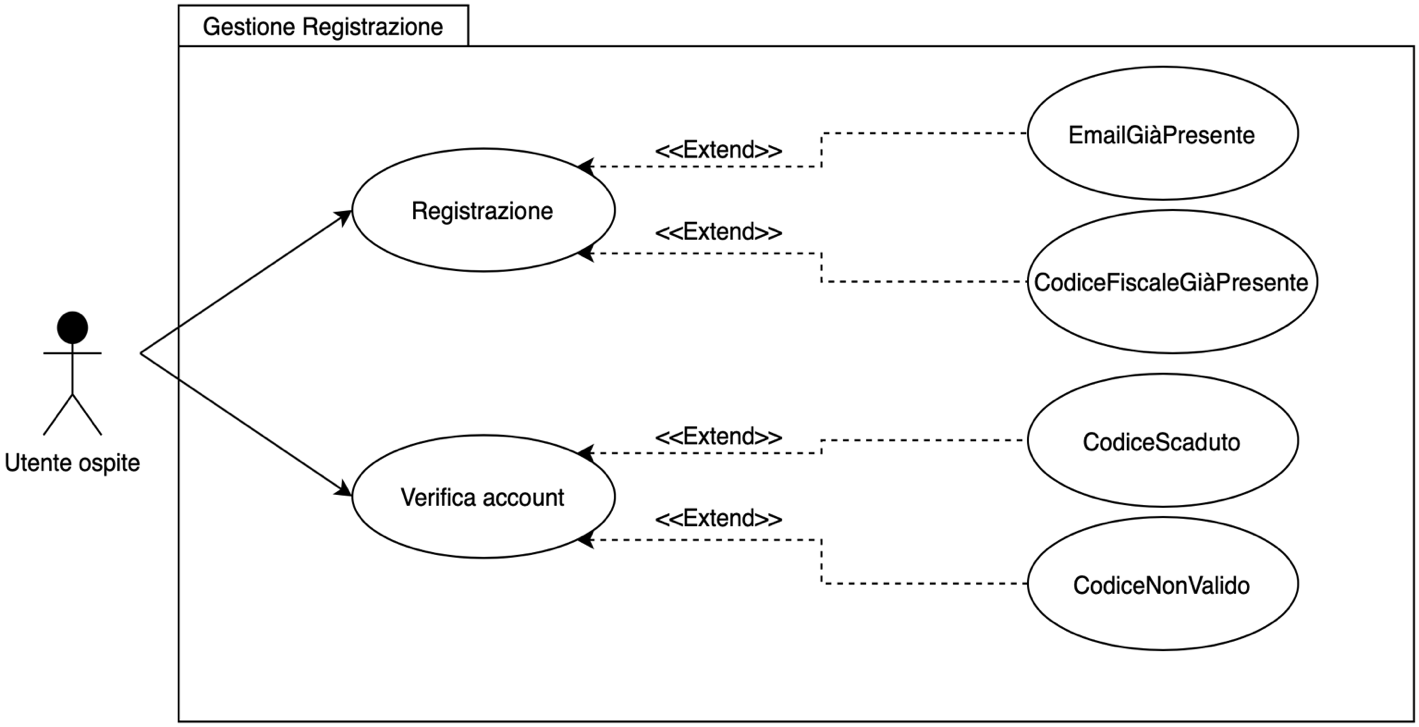 Gestione Registrazione
EmailGiàPresente
<<Extend>>
Registrazione
<<Extend>>
CodiceFiscaleGiàPresente
Utente ospite
<<Extend>>
CodiceScaduto
Verifica account
<<Extend>>
CodiceNonValido